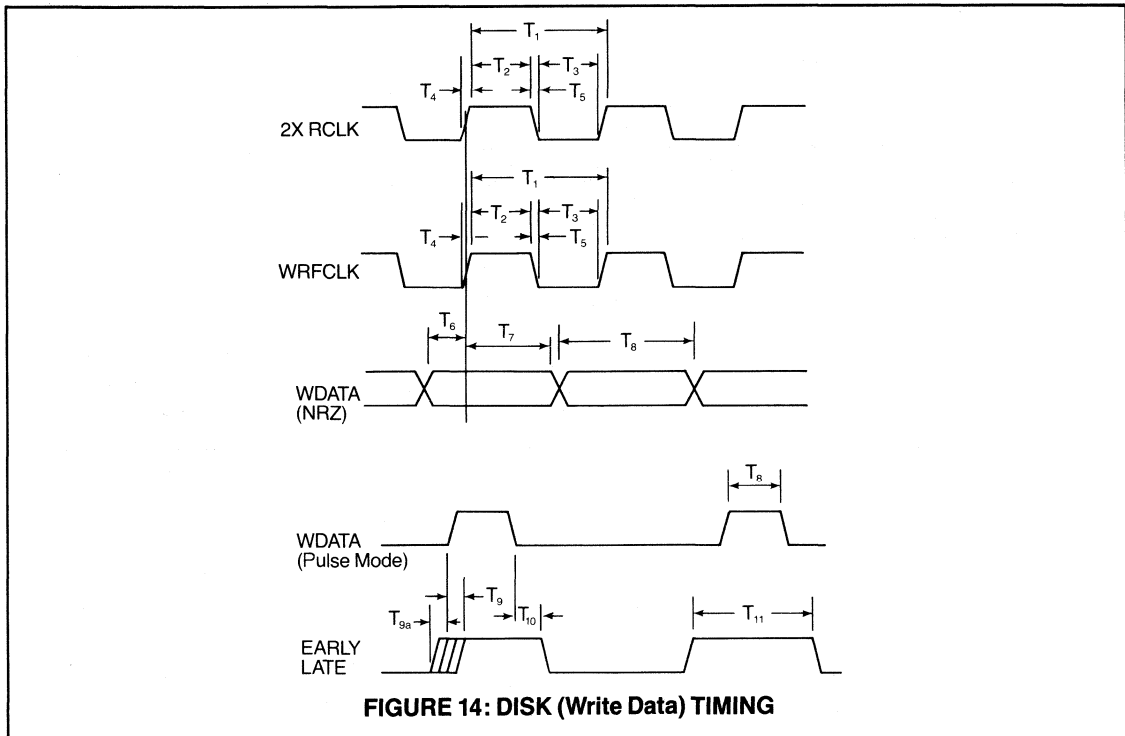 T₁
T₂ T₃
T₄ T₅
2X RCLK
T₁
T₂ T₃
T₄ T₅
WRFCLK
T₆ T₇ T₈
WDATA
(NRZ)
T₈
WDATA
(Pulse Mode)
T₉
T₉ₐ T₁₀ T₁₁
EARLY
LATE
FIGURE 14: DISK (Write Data) TIMING